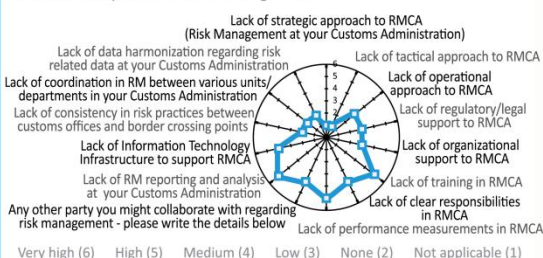 Lack of strategic approach to RMCA
(Risk Management at your Customs Administration)
Lack of data harmonization regarding risk
related data at your Customs Administration
Lack of tactical approach to RMCA
Lack of coordination in RM between various units/
departments in your Customs Administration
Lack of operational
approach to RMCA
Lack of consistency in risk practices between
customs offices and border crossing points
Lack of regulatory/legal
support to RMCA
Lack of Information Technology
Infrastructure to support RMCA
Lack of organizational
support to RMCA
Lack of RM reporting and analysis
at your Customs Administration
Lack of training in RMCA
Any other party you might collaborate with regarding
risk management - please write the details below
Lack of clear responsibilities
in RMCA
Lack of performance measurements in RMCA
6
5
4
3
2
1
Very high (6) High (5) Medium (4) Low (3) None (2) Not applicable (1)